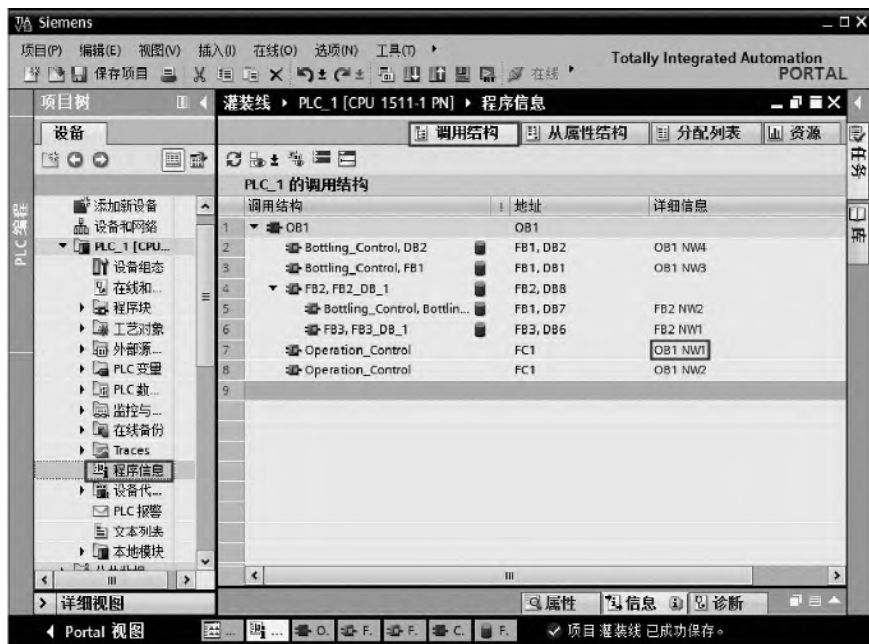 Siemens
项目(P) 编辑(E) 视图(V) 插入(I) 在线(O) 选项(N) 工具(T)
Totally Integrated Automation
PORTAL
保存项目 在线
项目树
灌装线 PLC_1 [CPU 1511-1 PN] 程序信息
设备
调用结构 从属性结构 分配列表 资源
任务
库
PLC 编程
PLC_1 的调用结构
调用结构 ! 地址 详细信息
1 OB1 OB1
2 Bottling_Control, DB2 FB1, DB2 OB1 NW4
3 Bottling_Control, FB1 FB1, DB1 OB1 NW3
4 FB2, FB2_DB_1 FB2, DB8
5 Bottling_Control, Bottlin... FB1, DB7 FB2 NW2
6 FB3, FB3_DB_1 FB3, DB6 FB2 NW1
7 Operation_Control FC1 OB1 NW1
8 Operation_Control FC1 OB1 NW2
9
添加新设备
设备和网络
PLC_1 [CPU...
设备组态
在线和...
程序块
工艺对象
外部源...
PLC 变量
PLC 数...
监控与...
在线备份
Traces
程序信息
设备代...
PLC 报警
文本列表
本地模块
详细视图
属性 信息 诊断
Portal 视图 ... ... O. F. F. C. F. 项目 灌装线 已成功保存。